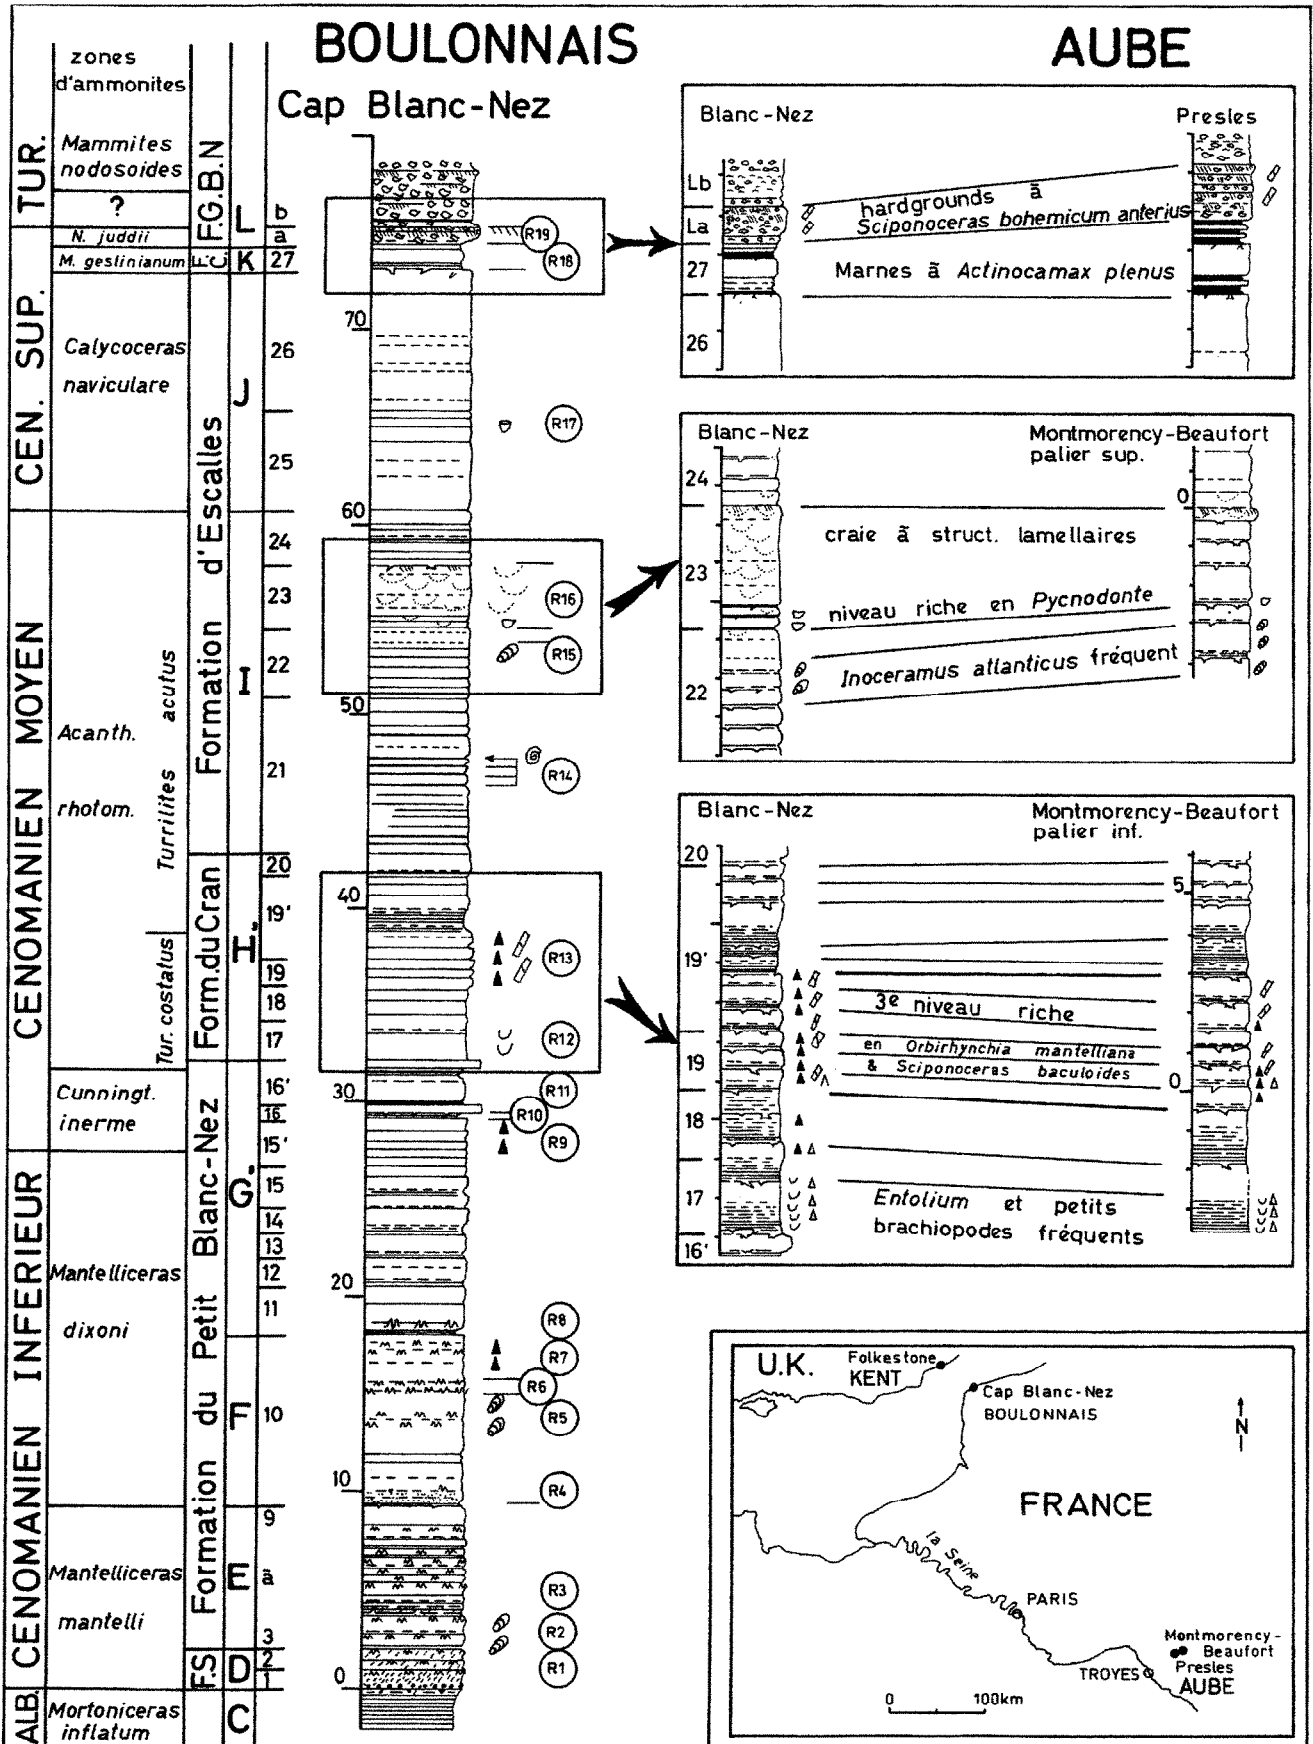 BOULONNAIS
AUBE
Cap Blanc-Nez
zones
d'ammonites
Mammites
nodosoides
?
N. juddii
M. geslinianum
Calycoceras
naviculare
Acanth.
rhotom.
Turrilites acutus
Tur. costatus
Cunningt.
inerme
Mantelliceras
dixoni
Mantelliceras
mantelli
Mortoniceras
inflatum
TUR.
CEN. SUP.
CENOMANIEN MOYEN
CENOMANIEN INFERIEUR
ALB.
F.G.B.N
F.C.
Formation d'Escalles
Form. du Cran
Formation du Petit Blanc-Nez
F.S
L
K
J
I
H'
G'
F
E
D
C
b
a
27
26
25
24
23
22
21
20
19'
19
18
17
16'
16
15'
15
14
13
12
11
10
9
à
3
2
1
70
60
50
40
30
20
10
0
R19
R18
R17
R16
R15
R14
R13
R12
R11
R10
R9
R8
R7
R6
R5
R4
R3
R2
R1
Blanc-Nez
Presles
Lb
La
27
26
hardgrounds à
Sciponoceras bohemicum anterius
Marnes à Actinocamax plenus
Blanc-Nez
Montmorency-Beaufort
palier sup.
24
23
22
0
craie à struct. lamellaires
niveau riche en Pycnodonte
Inoceramus atlanticus fréquent
Blanc-Nez
Montmorency-Beaufort
palier inf.
20
19'
19
18
17
16'
5
0
3e niveau riche
en Orbirhynchia mantelliana
& Sciponoceras baculoides
Entolium et petits
brachiopodes fréquents
U.K.
Folkestone
KENT
Cap Blanc-Nez
BOULONNAIS
N
FRANCE
la Seine
PARIS
Montmorency-
Beaufort
Presles
TROYES
AUBE
0 100km